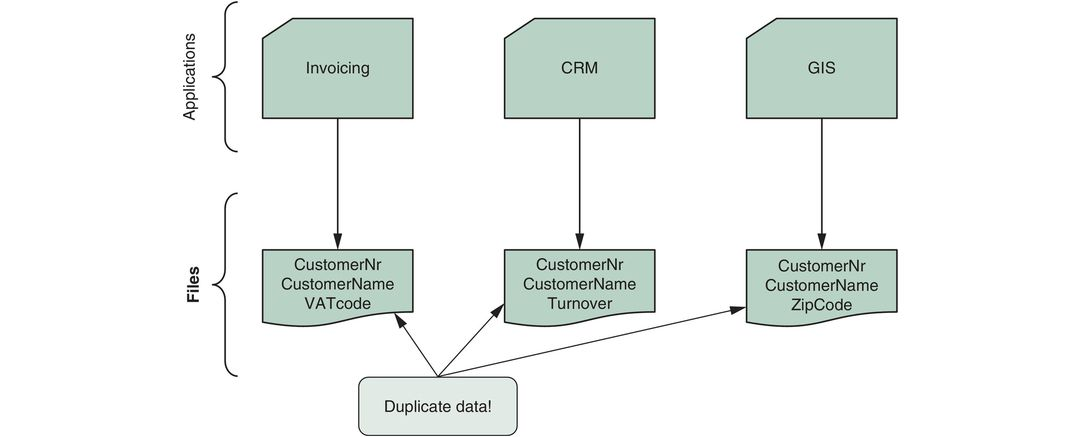 Applications
Invoicing
CRM
GIS
Files
CustomerNr
CustomerName
VATcode
CustomerNr
CustomerName
Turnover
CustomerNr
CustomerName
ZipCode
Duplicate data!